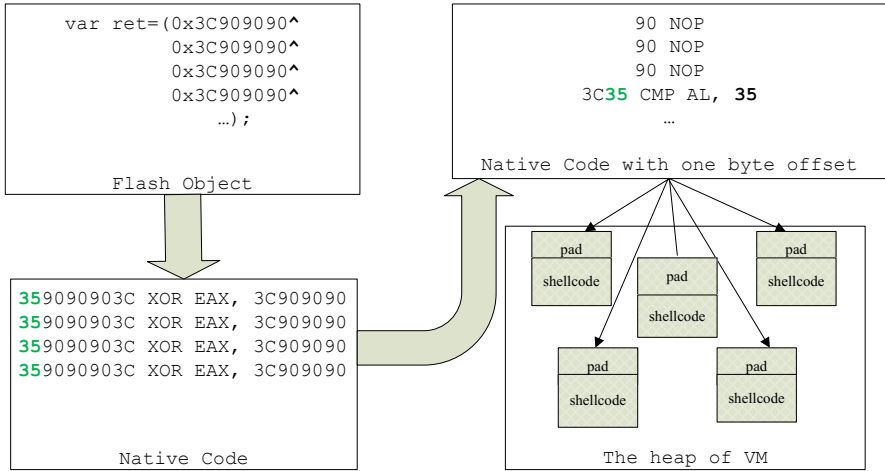 var ret=(0x3C909090^
0x3C909090^
0x3C909090^
0x3C909090^
…);
Flash Object
359090903C XOR EAX, 3C909090
359090903C XOR EAX, 3C909090
359090903C XOR EAX, 3C909090
359090903C XOR EAX, 3C909090
Native Code
90 NOP
90 NOP
90 NOP
3C35 CMP AL, 35
…
Native Code with one byte offset
pad
shellcode
pad
shellcode
pad
shellcode
pad
shellcode
pad
shellcode
The heap of VM